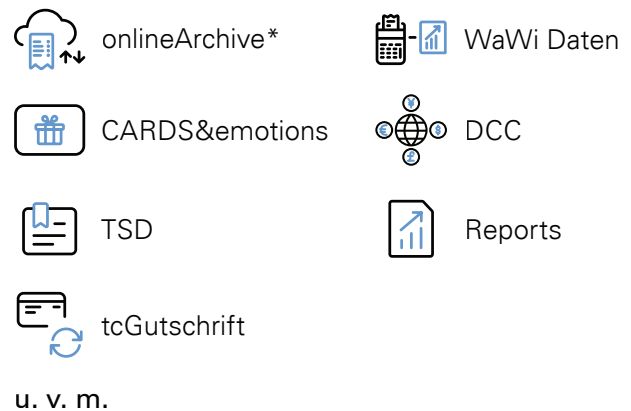 onlineArchive*
WaWi Daten
CARDS&emotions
¥
€
$
£
DCC
TSD
Reports
tcGutschrift
u. v. m.